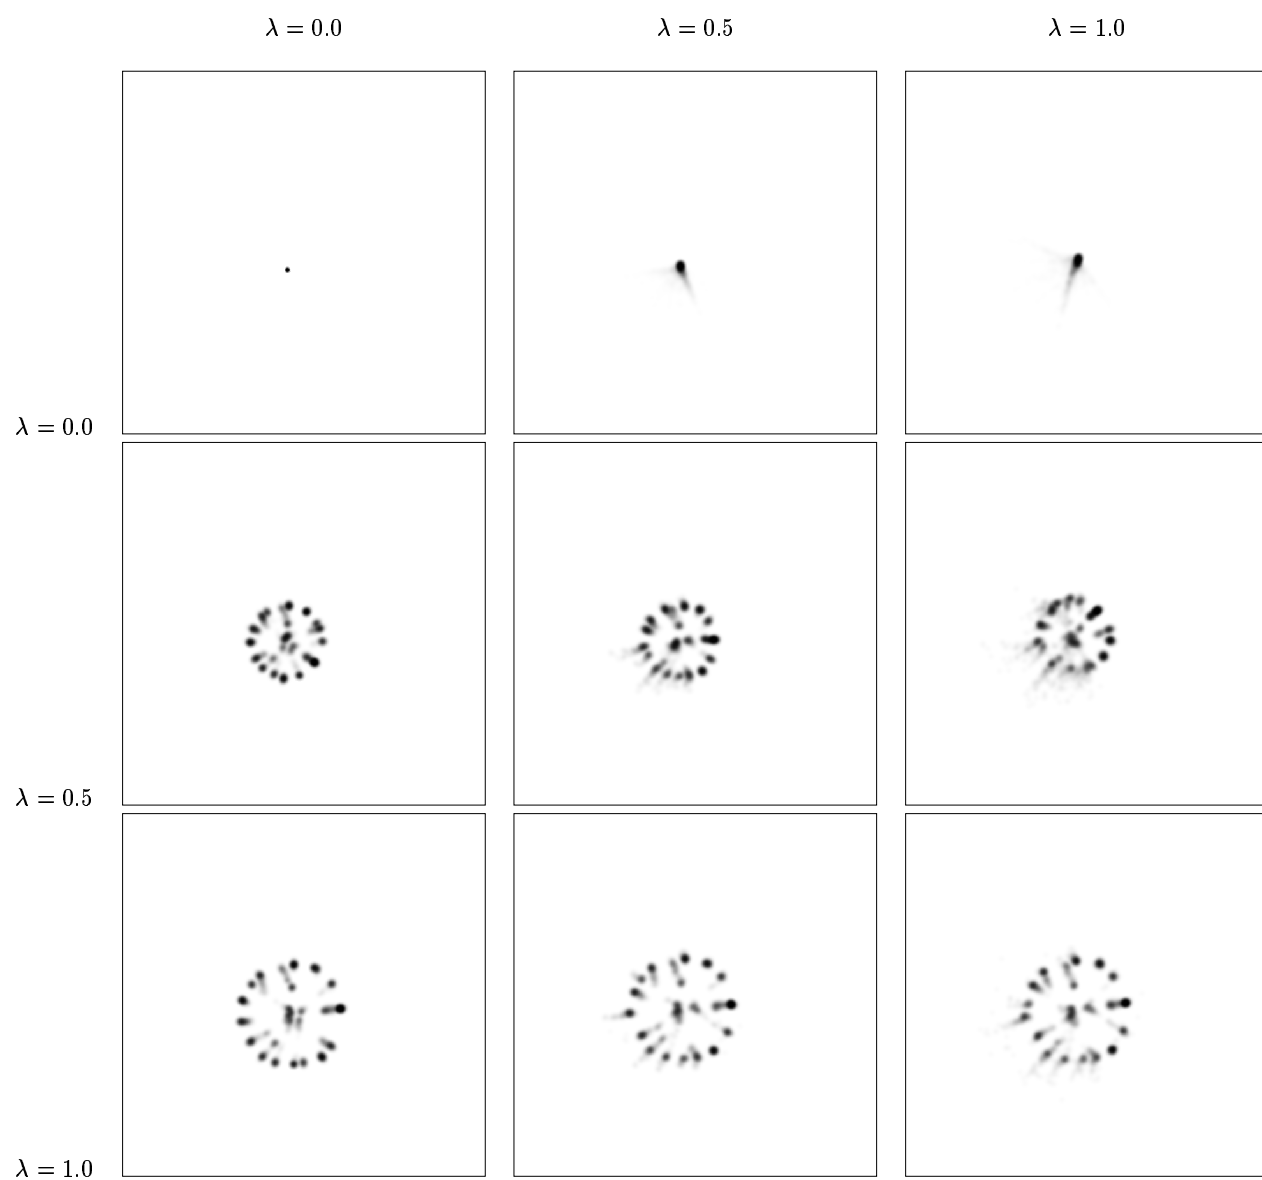 λ = 0.0 λ = 0.5 λ = 1.0
λ = 0.0
λ = 0.5
λ = 1.0